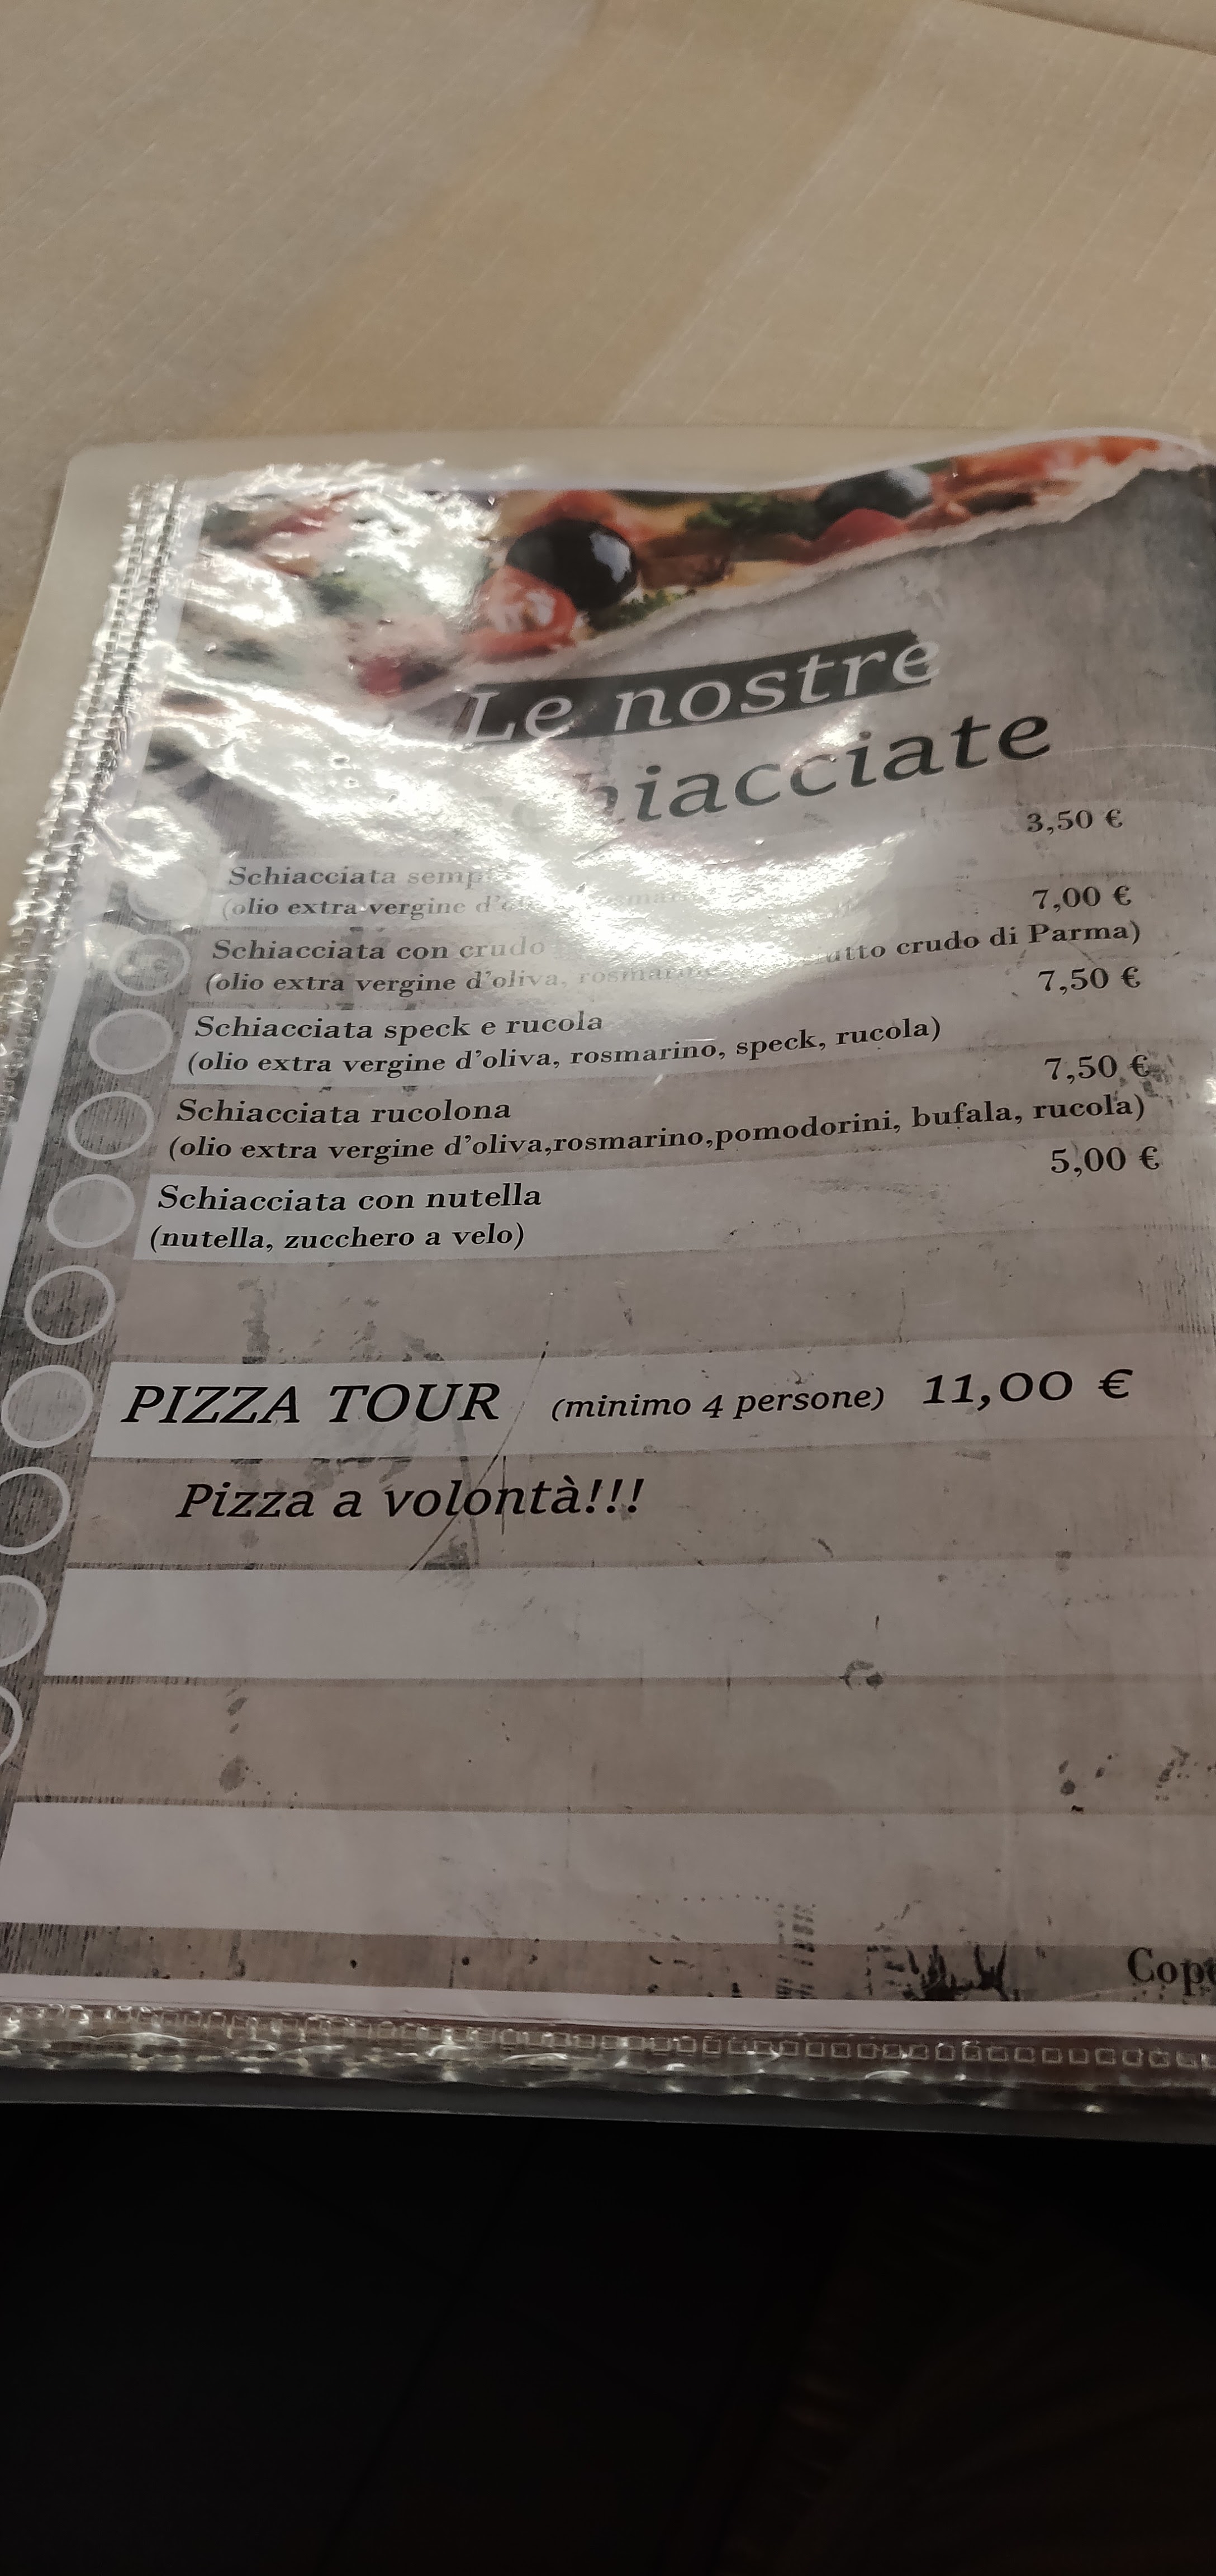 Le nostre
hiacciate
Schiacciata 3,50 €
(olio extra vergine
Schiacciata con crudo 7,00 €
(olio extra vergine d'oliva, rosmarino crudo di Parma)
Schiacciata speck e rucola 7,50 €
(olio extra vergine d'oliva, rosmarino, speck, rucola)
Schiacciata rucolona 7,50 €
(olio extra vergine d'oliva,rosmarino,pomodorini, bufala, rucola)
Schiacciata con nutella 5,00 €
(nutella, zucchero a velo)
PIZZA TOUR (minimo 4 persone) 11,00 €
Pizza a volontà!!!